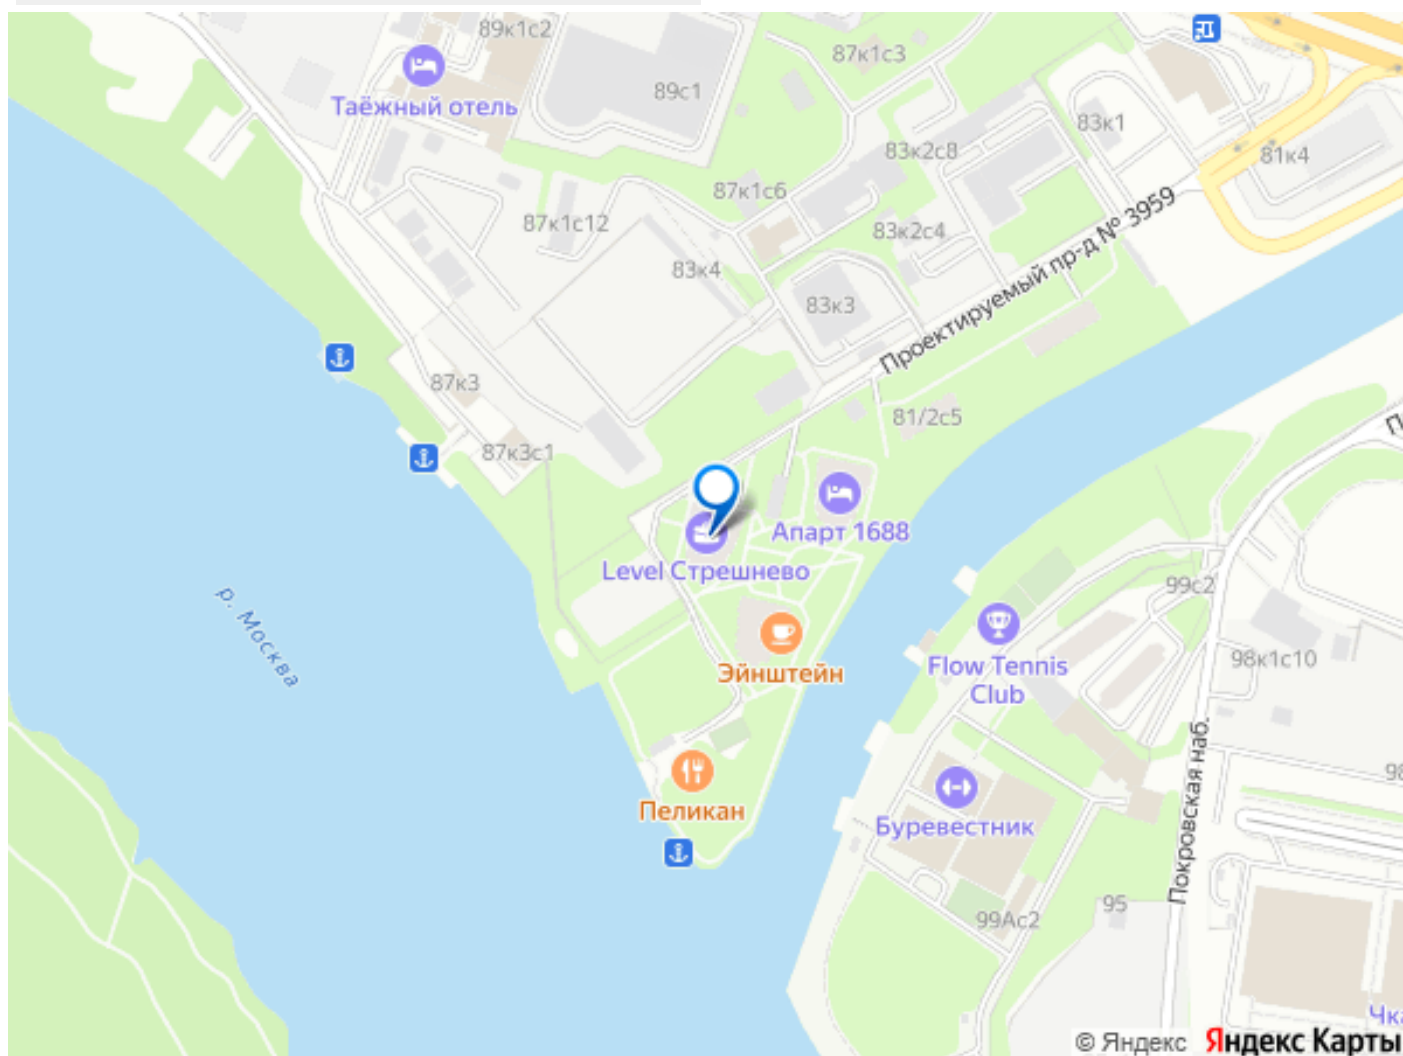 89к1с2
87к1с3
Таёжный отель
89с1
83к1
83к2с8
81к4
87к1с6
87к1с12
83к2с4
Проектируемый пр-д № 3959
83к4
83к3
87к3
81/2с5
87к3с1
Апарт 1688
Level Стрешнево
р. Москва
99с2
Flow Tennis
Club
98к1с10
Эйнштейн
Пеликан
Буревестник
Покровская наб.
95
99Ас2
© Яндекс Яндекс Карты